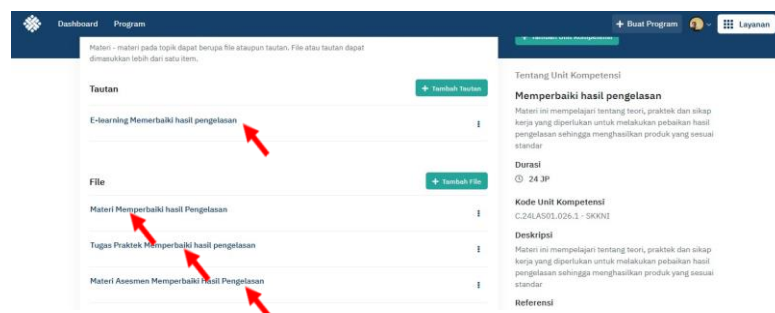 Dashboard Program + Buat Program Layanan
Materi - materi pada topik dapat berupa file ataupun tautan. File atau tautan dapat
dimasukkan lebih dari satu item.
Tautan
+ Tambah Tautan
E-learning Memerbaiki hasil pengelasan
File
+ Tambah File
Materi Memperbaiki hasil Pengelasan
Tugas Praktek Memperbaiki hasil pengelasan
Materi Asesmen Memperbaiki Hasil Pengelasan
+ Tambah Unit Kompetensi
Tentang Unit Kompetensi
Memperbaiki hasil pengelasan
Materi ini mempelajari tentang teori, praktek dan sikap
kerja yang diperlukan untuk melakukan pebaikan hasil
pengelasan sehingga menghasilkan produk yang sesuai
standar
Durasi
24 JP
Kode Unit Kompetensi
C.24LAS01.026.1 - SKKNI
Deskripsi
Materi ini mempelajari tentang teori, praktek dan sikap
kerja yang diperlukan untuk melakukan pebaikan hasil
pengelasan sehingga menghasilkan produk yang sesuai
standar
Referensi